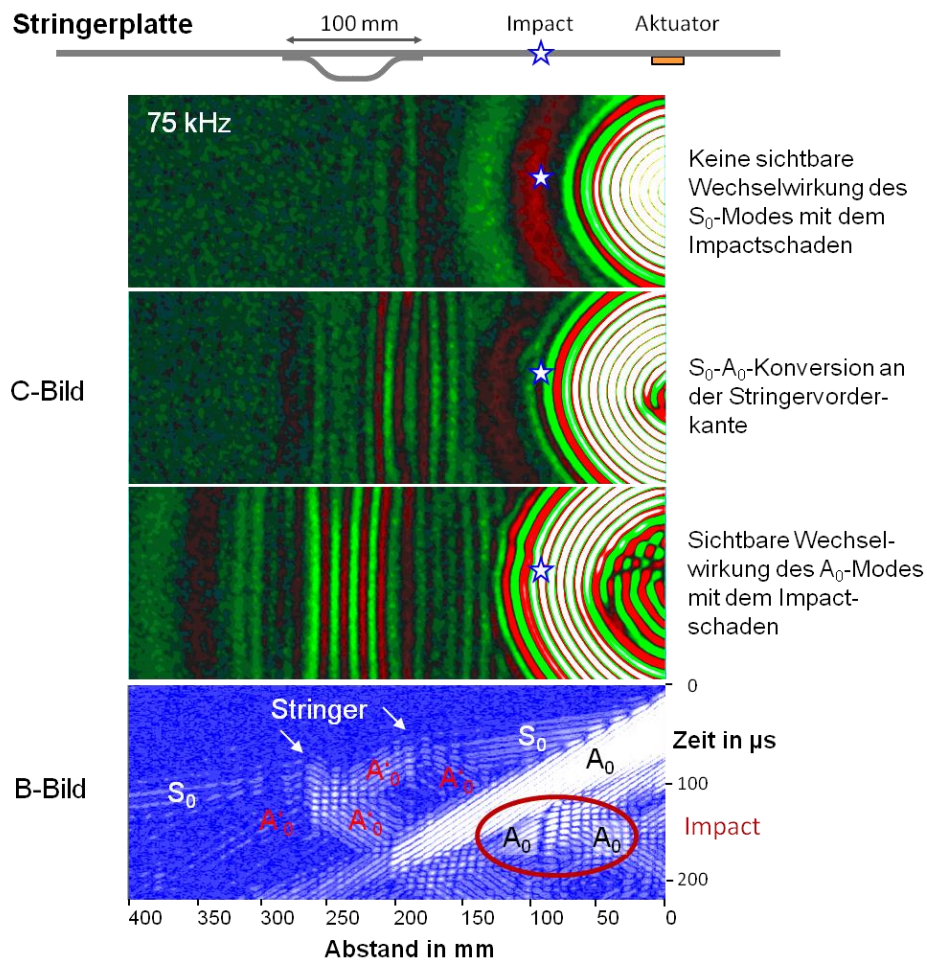 Stringerplatte
100 mm
Impact
Aktuator
75 kHz
Keine sichtbare
Wechselwirkung des
S₀-Modes mit dem
Impactschaden
C-Bild
S₀-A₀-Konversion an
der Stringervorder-
kante
Sichtbare Wechsel-
wirkung des A₀-Modes
mit dem Impact-
schaden
B-Bild
Stringer
S₀
A₀
S₀
A'₀
A'₀
A'₀
A'₀
A₀
A₀
0
Zeit in µs
100
Impact
200
400 350 300 250 200 150 100 50 0
Abstand in mm